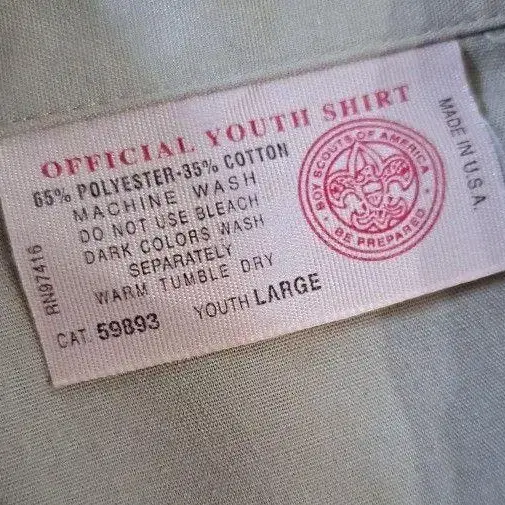 OFFICIAL YOUTH SHIRT
65% POLYESTER-35% COTTON
MACHINE WASH
DO NOT USE BLEACH
DARK COLORS WASH
SEPARATELY
WARM TUMBLE DRY
CAT. 59893 YOUTH LARGE
RN97416
BOY SCOUTS OF AMERICA
BE PREPARED
MADE IN U.S.A.